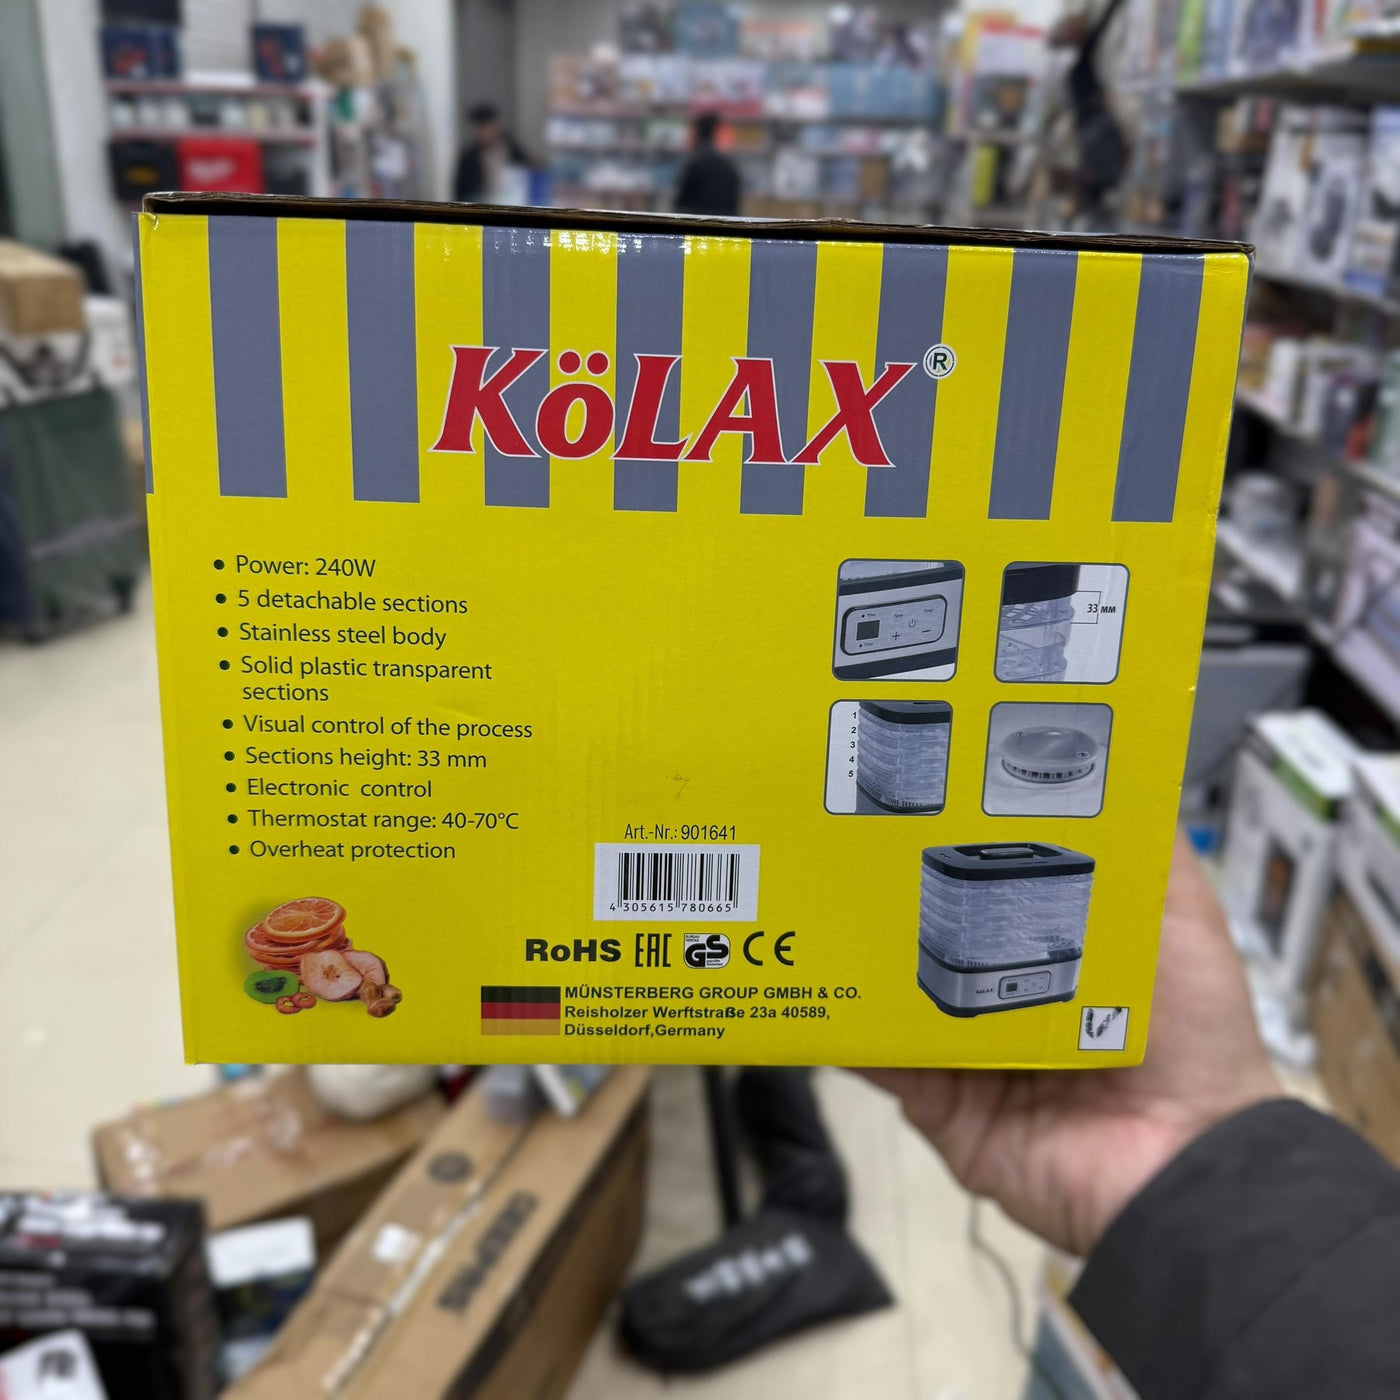 KöLAX®
• Power: 240W
• 5 detachable sections
• Stainless steel body
• Solid plastic transparent
sections
• Visual control of the process
• Sections height: 33 mm
• Electronic control
• Thermostat range: 40-70°C
• Overheat protection
33 мм
1
2
3
4
5
Art.-Nr.: 901641
4 305615 780665
RoHS EAC GS CE
KöLAX
MÜNSTERBERG GROUP GMBH & CO.
Reisholzer Werftstraße 23a 40589,
Düsseldorf,Germany